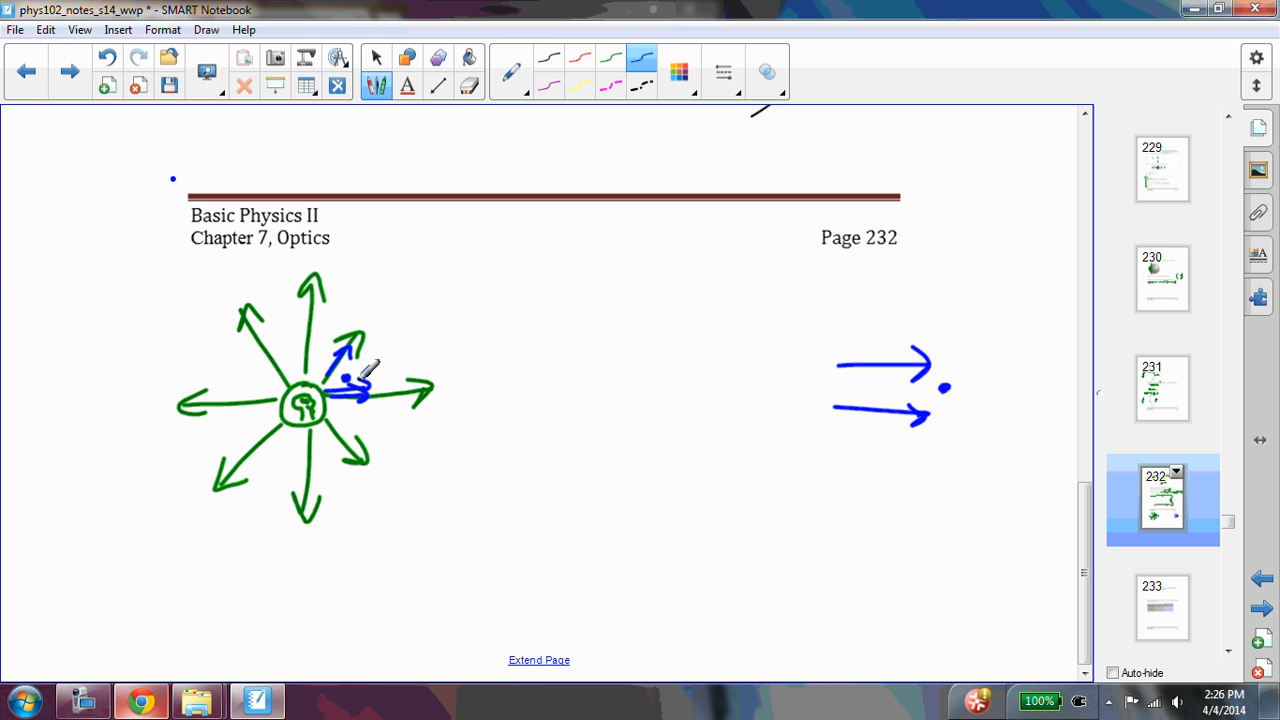 phys102_notes_s14_wwp * - SMART Notebook
File Edit View Insert Format Draw Help
Basic Physics II
Chapter 7, Optics
Page 232
Extend Page
229
230
231
232
233
Auto-hide
100%
2:26 PM
4/4/2014